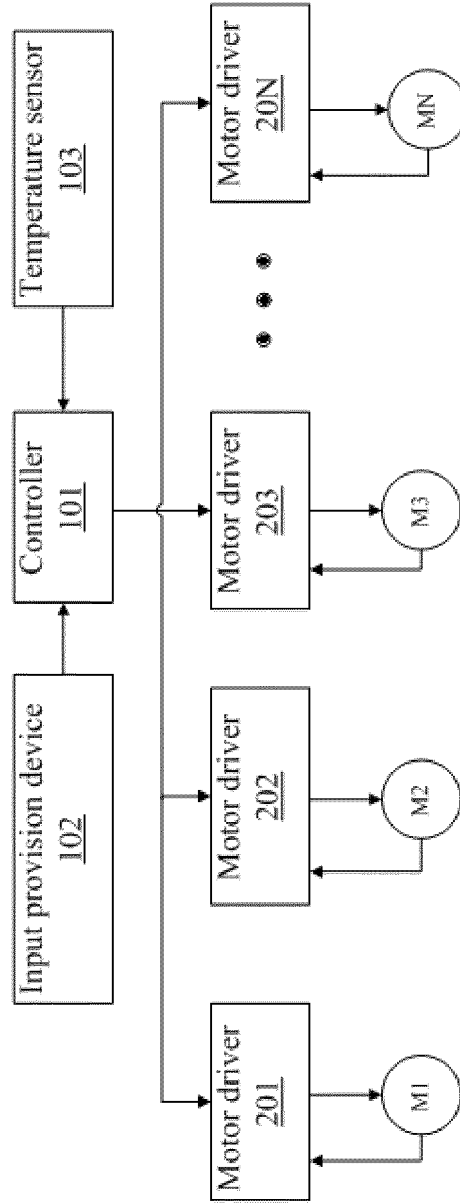 Input provision device
102
Controller
101
Temperature sensor
103
Motor driver
201
Motor driver
202
Motor driver
203
Motor driver
20N
M1
M2
M3
MN